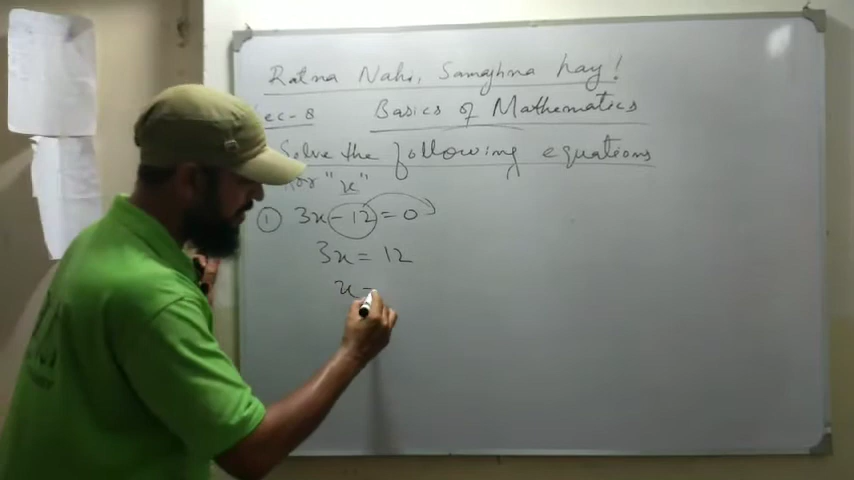 Ratna Nahi, Samajhna hay!
ec-8 Basics of Mathematics
Solve the following equations
for "x"
1 3x - 12 = 0
3x = 12
x =